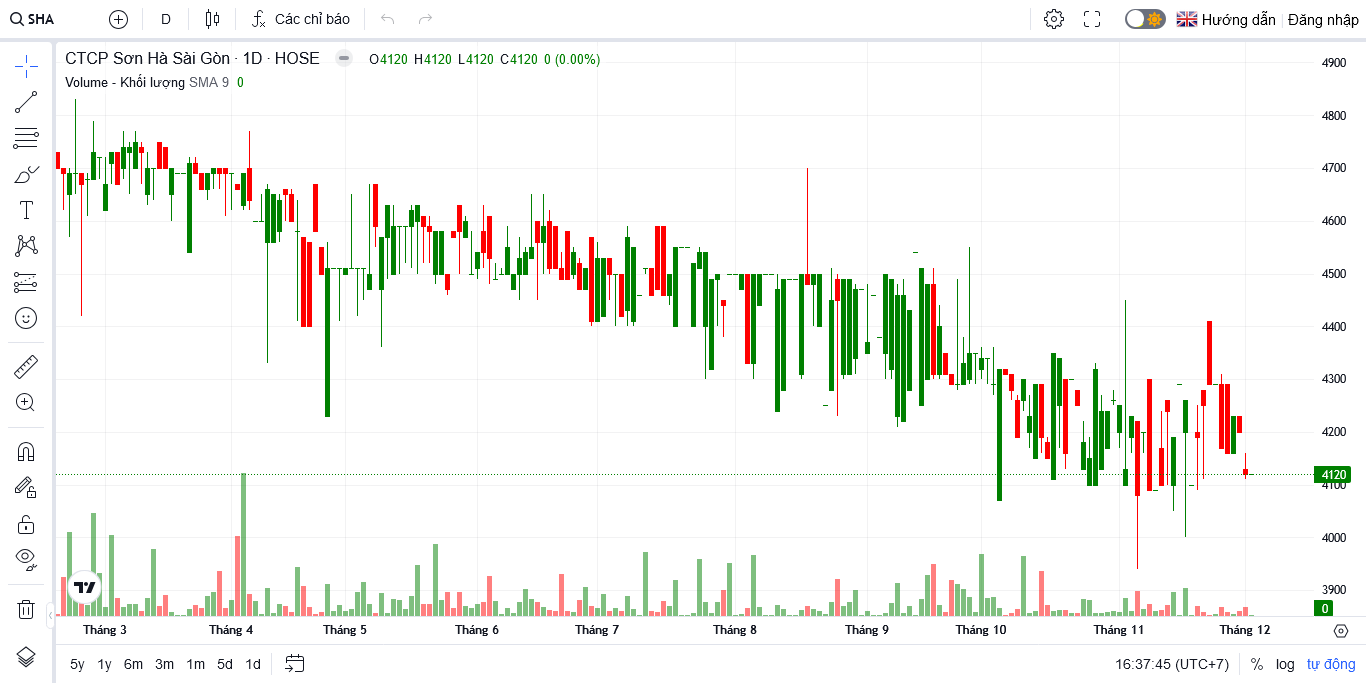 SHA D Các chỉ báo Hướng dẫn Đăng nhập
CTCP Sơn Hà Sài Gòn · 1D · HOSE O4120 H4120 L4120 C4120 0 (0.00%)
Volume - Khối lượng SMA 9 0
4900
4800
4700
4600
4500
4400
4300
4200
4120
4100
4000
3900
0
Tháng 3 Tháng 4 Tháng 5 Tháng 6 Tháng 7 Tháng 8 Tháng 9 Tháng 10 Tháng 11 Tháng 12
5y 1y 6m 3m 1m 5d 1d 16:37:45 (UTC+7) % log tự động